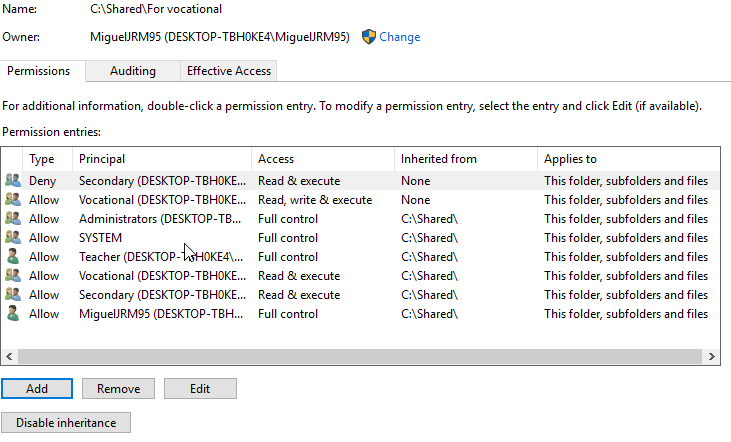 Name: C:\Shared\For vocational
Owner: MiguelJRM95 (DESKTOP-TBH0KE4\MiguelJRM95) Change
Permissions Auditing Effective Access
For additional information, double-click a permission entry. To modify a permission entry, select the entry and click Edit (if available).
Permission entries:
Type Principal Access Inherited from Applies to
Deny Secondary (DESKTOP-TBH0KE... Read & execute None This folder, subfolders and files
Allow Vocational (DESKTOP-TBH0KE... Read, write & execute None This folder, subfolders and files
Allow Administrators (DESKTOP-TB... Full control C:\Shared\ This folder, subfolders and files
Allow SYSTEM Full control C:\Shared\ This folder, subfolders and files
Allow Teacher (DESKTOP-TBH0KE4\... Full control C:\Shared\ This folder, subfolders and files
Allow Vocational (DESKTOP-TBH0KE... Read & execute C:\Shared\ This folder, subfolders and files
Allow Secondary (DESKTOP-TBH0KE... Read & execute C:\Shared\ This folder, subfolders and files
Allow MiguelJRM95 (DESKTOP-TBH... Full control C:\Shared\ This folder, subfolders and files
Add Remove Edit
Disable inheritance